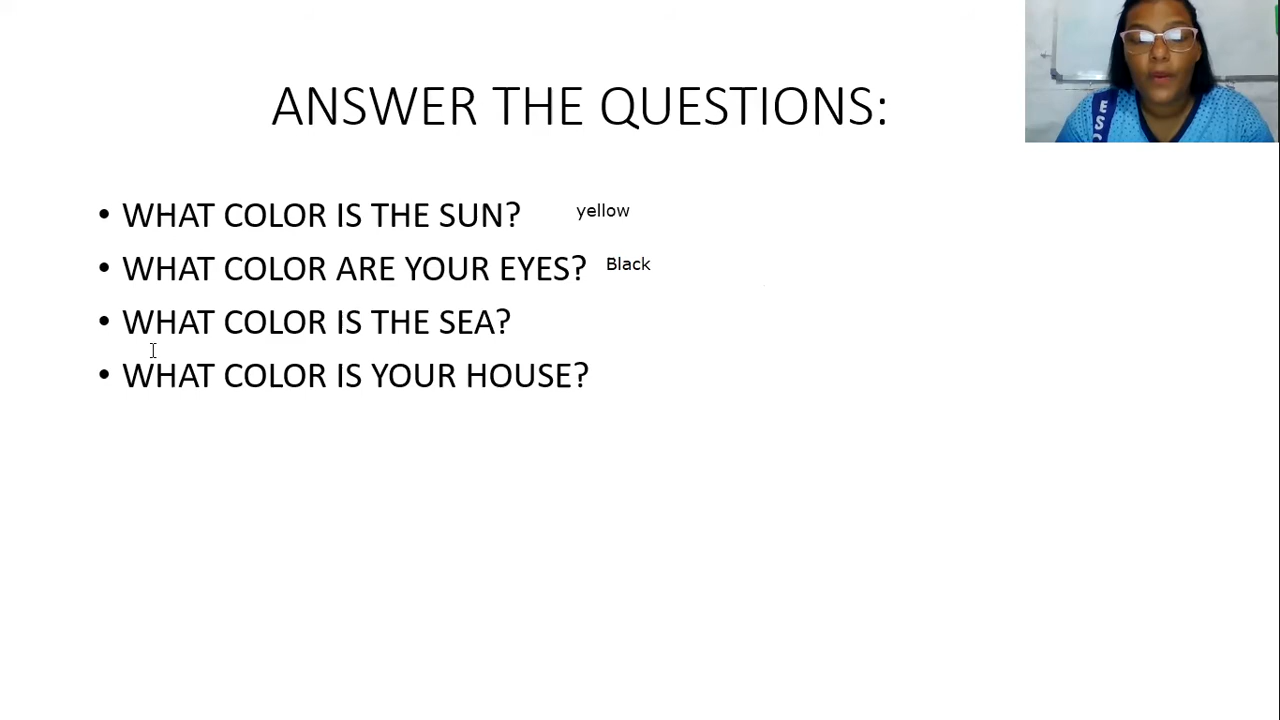 ANSWER THE QUESTIONS:
• WHAT COLOR IS THE SUN? yellow
• WHAT COLOR ARE YOUR EYES? Black
• WHAT COLOR IS THE SEA?
• WHAT COLOR IS YOUR HOUSE?
ESC